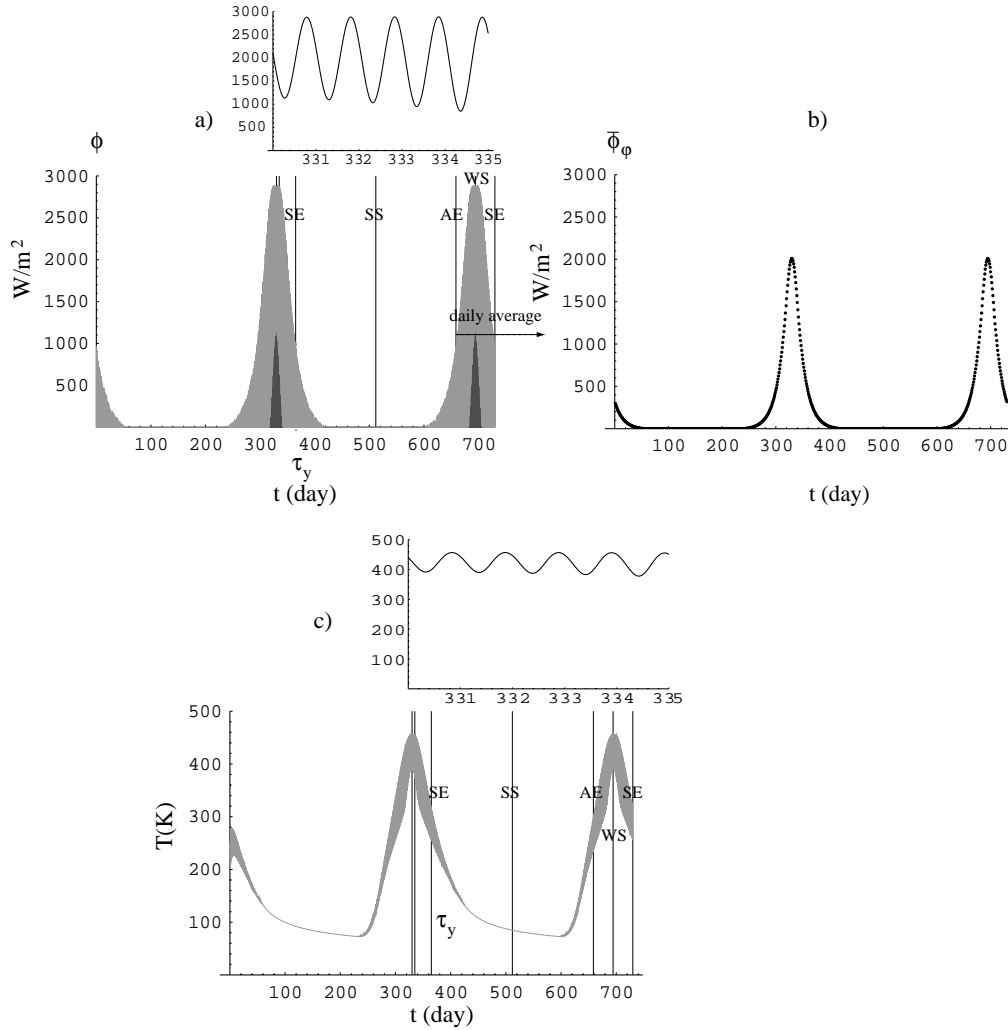 3000
2500
2000
1500
1000
500
331 332 333 334 335
a)
b)
ϕ
3000
2500
2000
1500
1000
500
W/m²
SE
SS
AE
WS
SE
daily average
100 200 300 400 500 600 700
τy
t (day)
ϕ̄φ
3000
2500
2000
1500
1000
500
W/m²
100 200 300 400 500 600 700
t (day)
500
400
300
200
100
331 332 333 334 335
c)
500
400
300
200
100
T(K)
SE
SS
AE
SE
WS
τy
100 200 300 400 500 600 700
t (day)